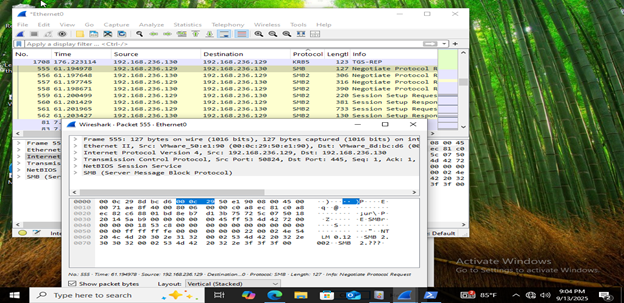 *Ethernet0
File Edit View Go Capture Analyze Statistics Telephony Wireless Tools Help
Apply a display filter ... <Ctrl-/>
No. Time Source Destination Protocol Lengtl Info
1708 176.223114 192.168.236.130 192.168.236.129 KRB5 123 TGS-REP
555 61.194978 192.168.236.129 192.168.236.130 SMB 127 Negotiate Protocol R
556 61.197648 192.168.236.130 192.168.236.129 SMB2 306 Negotiate Protocol R
557 61.197745 192.168.236.129 192.168.236.130 SMB2 316 Negotiate Protocol R
558 61.198671 192.168.236.130 192.168.236.129 SMB2 390 Negotiate Protocol R
559 61.200499 192.168.236.129 192.168.236.130 SMB2 220 Session Setup Reques
560 61.201429 192.168.236.130 192.168.236.129 SMB2 381 Session Setup Respon
561 61.201965 192.168.236.129 192.168.236.130 SMB2 733 Session Setup Reques
562 61.203427 192.168.236.130 192.168.236.129
Wireshark · Packet 555 · Ethernet0
Frame 555: 127 bytes on wire (1016 bits), 127 bytes captured (1016 bits) on int
Ethernet II, Src: VMware_50:e1:90 (00:0c:29:50:e1:90), Dst: VMware_8d:bc:d6 (00
Internet Protocol Version 4, Src: 192.168.236.129, Dst: 192.168.236.130
Transmission Control Protocol, Src Port: 50824, Dst Port: 445, Seq: 1, Ack: 1,
NetBIOS Session Service
SMB (Server Message Block Protocol)
0000 00 0c 29 8d bc d6 00 0c 29 50 e1 90 08 00 45 00
0010 00 71 ae 8f 40 00 80 06 00 00 c0 a8 ec 81 c0 a8
0020 ec 82 c6 88 01 bd 8e b7 d1 3b 75 72 5c 07 50 18
0030 20 14 5a b9 00 00 00 00 00 45 ff 53 4d 42 72 00
0040 00 00 00 18 53 c8 00 00 00 00 00 00 00 00 00 00
0050 00 00 ff ff ff fe 00 00 00 00 00 22 00 02 4e 54
0060 20 4c 4d 20 30 2e 31 32 00 02 53 4d 42 20 32 2e
0070 30 30 32 00 02 53 4d 42 20 32 2e 3f 3f 3f 00
No.: 555 · Time: 61.194978 · Source: 192.168.236.129 · Destination...0 · Protocol: SMB · Length: 127 · Info: Negotiate Protocol Request
Show packet bytes Layout: Vertical (Stacked)
Default
Activate Windows
Go to Settings to activate Windows.
Type here to search
85°F
9:04 PM
9/13/2025